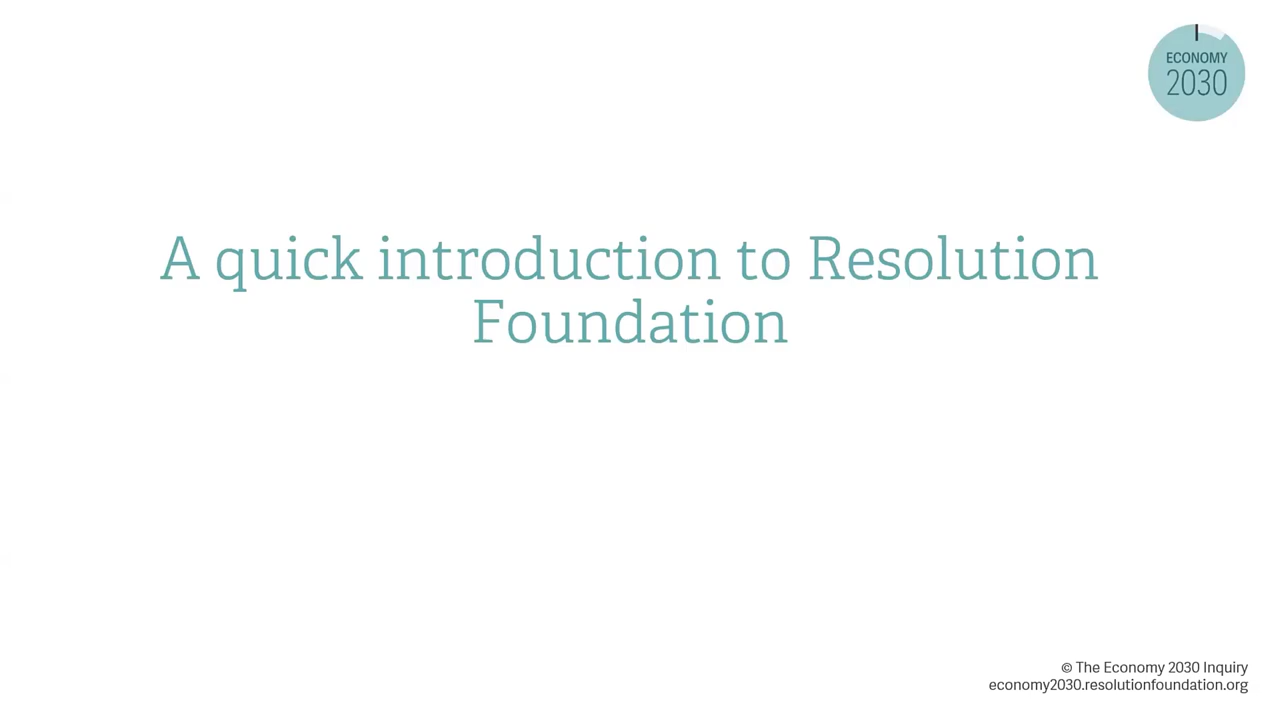 ECONOMY
2030
A quick introduction to Resolution
Foundation
© The Economy 2030 Inquiry
economy2030.resolutionfoundation.org